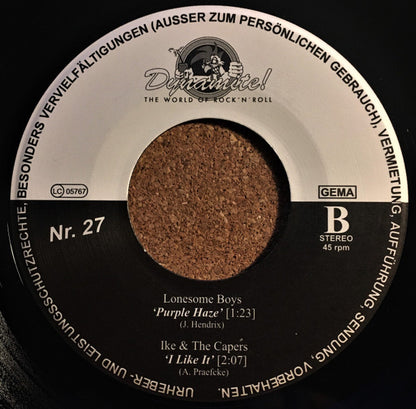 URHEBER- UND LEISTUNGSSCHUTZRECHTE, BESONDERS VERVIELFÄLTIGUNGEN (AUSSER ZUM PERSÖNLICHEN GEBRAUCH), VERMIETUNG, AUFFÜHRUNG, SENDUNG, VORBEHALTEN.
Dynamite!
THE WORLD OF ROCK'N'ROLL
LC 05767
GEMA
Nr. 27
B
STEREO
45 rpm
Lonesome Boys
'Purple Haze' [1:23]
(J. Hendrix)
Ike & The Capers
'I Like It' [2:07]
(A. Praefcke)